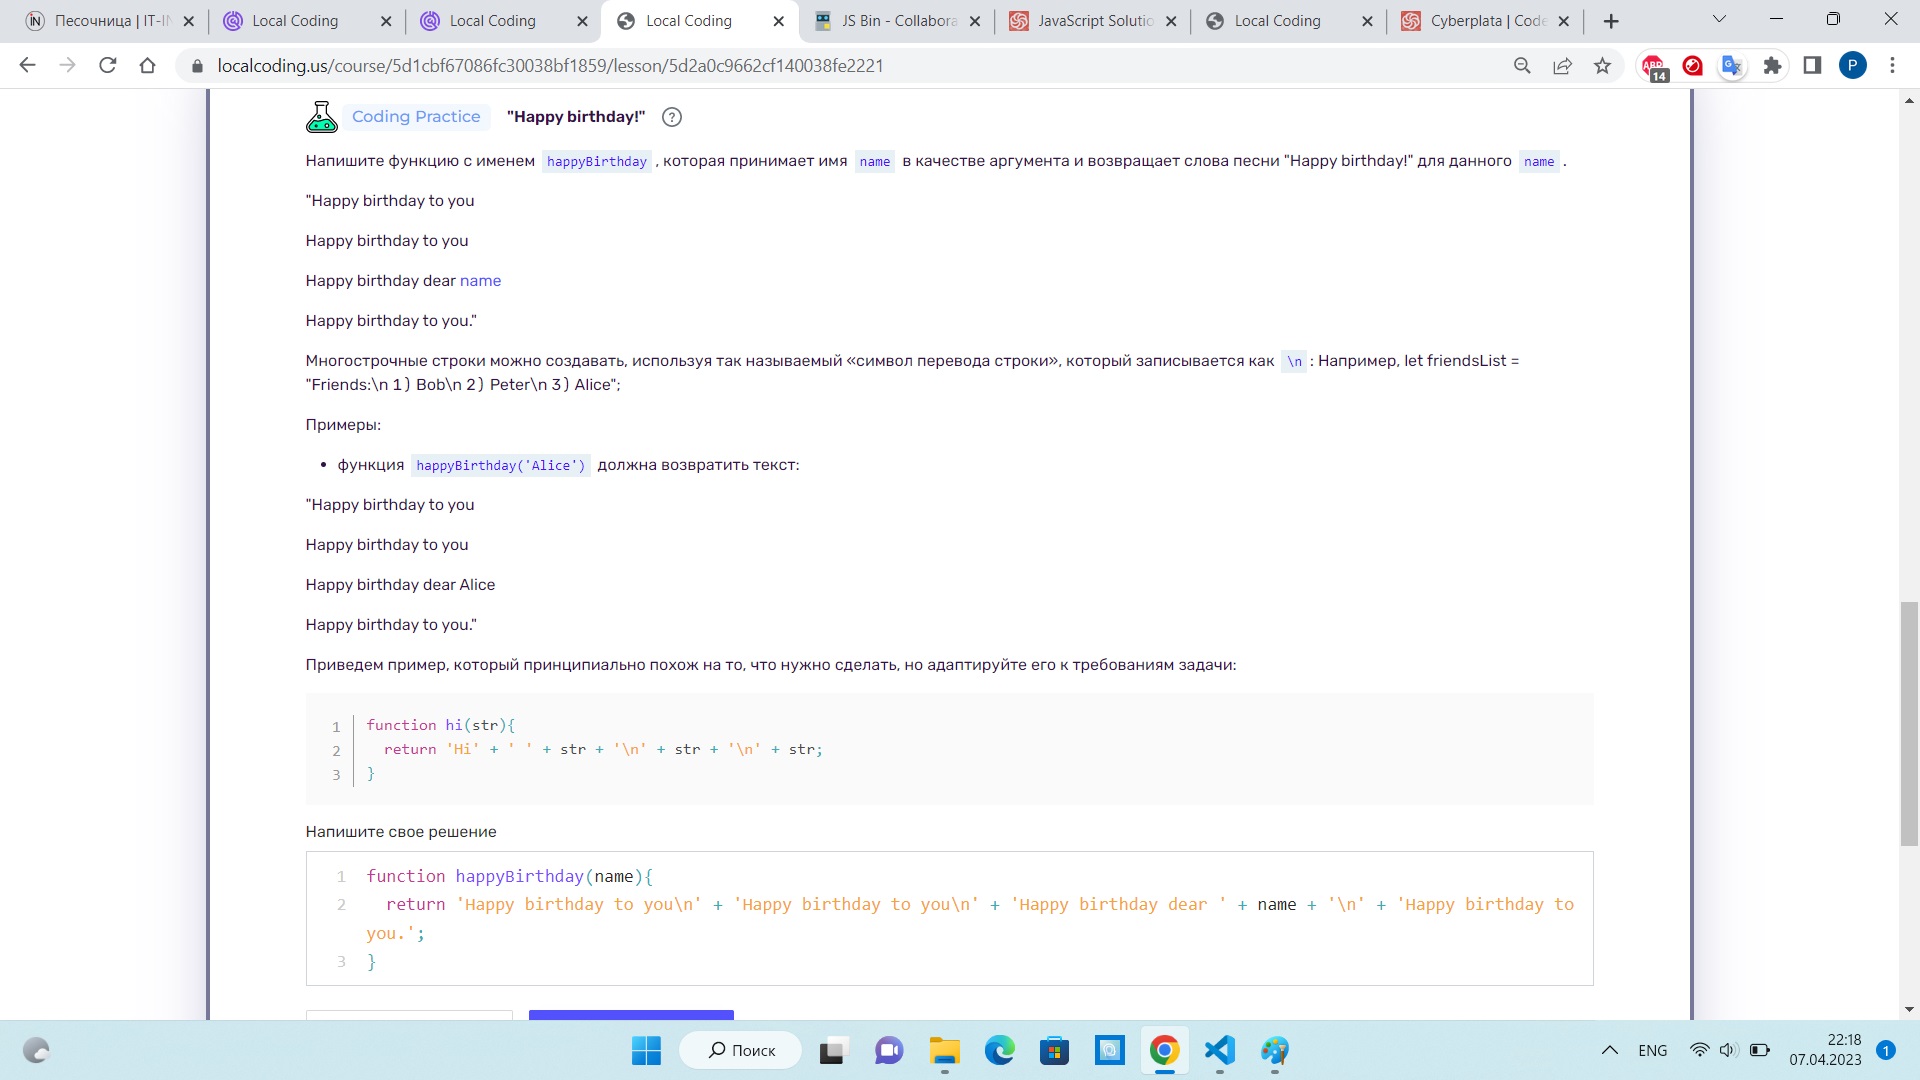 Песочница | IT-IN
Local Coding
Local Coding
Local Coding
JS Bin - Collabora
JavaScript Solutio
Local Coding
Cyberplata | Code
localcoding.us/course/5d1cbf67086fc30038bf1859/lesson/5d2a0c9662cf140038fe2221
ABP
14
P
Coding Practice "Happy birthday!" ?
Напишите функцию с именем happyBirthday , которая принимает имя name в качестве аргумента и возвращает слова песни "Happy birthday!" для данного name .
"Happy birthday to you
Happy birthday to you
Happy birthday dear name
Happy birthday to you."
Многострочные строки можно создавать, используя так называемый «символ перевода строки», который записывается как \n : Например, let friendsList =
"Friends:\n 1) Bob\n 2) Peter\n 3) Alice";
Примеры:
• функция happyBirthday('Alice') должна возвратить текст:
"Happy birthday to you
Happy birthday to you
Happy birthday dear Alice
Happy birthday to you."
Приведем пример, который принципиально похож на то, что нужно сделать, но адаптируйте его к требованиям задачи:
1 function hi(str){
2 return 'Hi' + ' ' + str + '\n' + str + '\n' + str;
3 }
Напишите свое решение
1 function happyBirthday(name){
2 return 'Happy birthday to you\n' + 'Happy birthday to you\n' + 'Happy birthday dear ' + name + '\n' + 'Happy birthday to
you.';
3 }
Поиск
ENG
22:18
07.04.2023
1